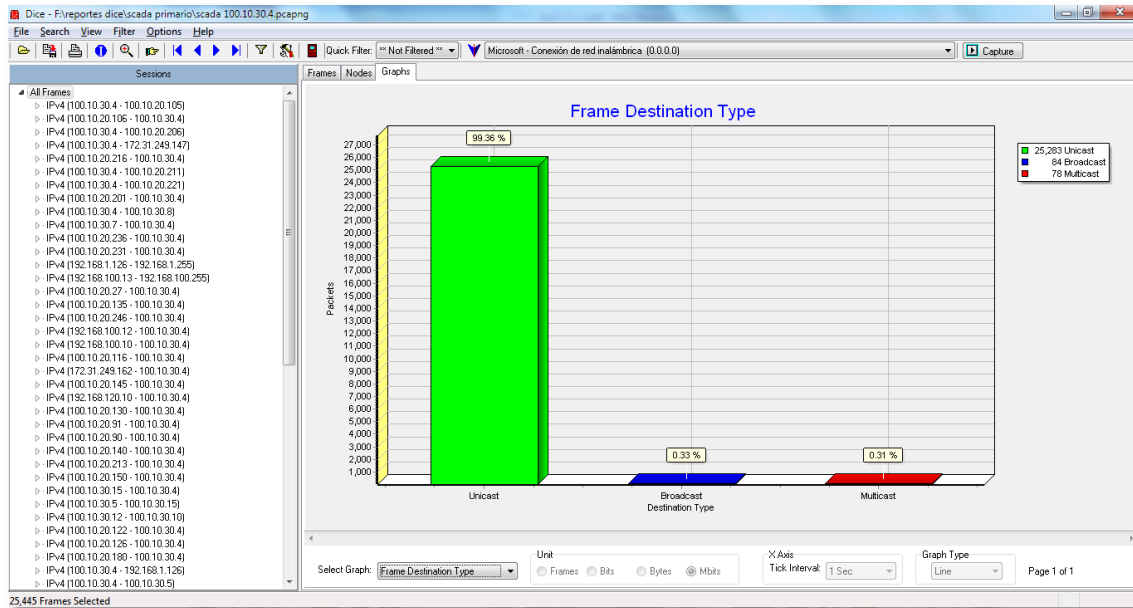 Dice - F:\reportes dice\scada primario\scada 100.10.30.4.pcapng
File Search View Filter Options Help
Quick Filter: ** Not Filtered ** Microsoft - Conexión de red inalámbrica (0.0.0.0) Capture
Sessions
Frames Nodes Graphs
All Frames
IPv4 (100.10.30.4 - 100.10.20.105)
IPv4 (100.10.20.106 - 100.10.30.4)
IPv4 (100.10.30.4 - 100.10.20.206)
IPv4 (100.10.30.4 - 172.31.249.147)
IPv4 (100.10.20.216 - 100.10.30.4)
IPv4 (100.10.30.4 - 100.10.20.211)
IPv4 (100.10.30.4 - 100.10.20.221)
IPv4 (100.10.20.201 - 100.10.30.4)
IPv4 (100.10.30.4 - 100.10.30.8)
IPv4 (100.10.30.7 - 100.10.30.4)
IPv4 (100.10.20.236 - 100.10.30.4)
IPv4 (100.10.20.231 - 100.10.30.4)
IPv4 (192.168.1.126 - 192.168.1.255)
IPv4 (192.168.100.13 - 192.168.100.255)
IPv4 (100.10.20.27 - 100.10.30.4)
IPv4 (100.10.20.135 - 100.10.30.4)
IPv4 (100.10.20.246 - 100.10.30.4)
IPv4 (192.168.100.12 - 100.10.30.4)
IPv4 (192.168.100.10 - 100.10.30.4)
IPv4 (100.10.20.116 - 100.10.30.4)
IPv4 (172.31.249.162 - 100.10.30.4)
IPv4 (100.10.20.145 - 100.10.30.4)
IPv4 (192.168.120.10 - 100.10.30.4)
IPv4 (100.10.20.130 - 100.10.30.4)
IPv4 (100.10.20.91 - 100.10.30.4)
IPv4 (100.10.20.90 - 100.10.30.4)
IPv4 (100.10.20.140 - 100.10.30.4)
IPv4 (100.10.20.213 - 100.10.30.4)
IPv4 (100.10.20.150 - 100.10.30.4)
IPv4 (100.10.30.15 - 100.10.30.4)
IPv4 (100.10.30.5 - 100.10.30.15)
IPv4 (100.10.30.12 - 100.10.30.10)
IPv4 (100.10.20.122 - 100.10.30.4)
IPv4 (100.10.20.126 - 100.10.30.4)
IPv4 (100.10.20.180 - 100.10.30.4)
IPv4 (100.10.30.4 - 192.168.1.126)
IPv4 (100.10.30.4 - 100.10.30.5)
Frame Destination Type
27,000
26,000
25,000
24,000
23,000
22,000
21,000
20,000
19,000
18,000
17,000
16,000
15,000
14,000
13,000
12,000
11,000
10,000
9,000
8,000
7,000
6,000
5,000
4,000
3,000
2,000
1,000
Packets
99.36 %
0.33 %
0.31 %
Unicast Broadcast Multicast
Destination Type
25,283 Unicast
84 Broadcast
78 Multicast
Unit
X Axis
Graph Type
Select Graph: Frame Destination Type Frames Bits Bytes Mbits Tick Interval: 1 Sec Line Page 1 of 1
25,445 Frames Selected